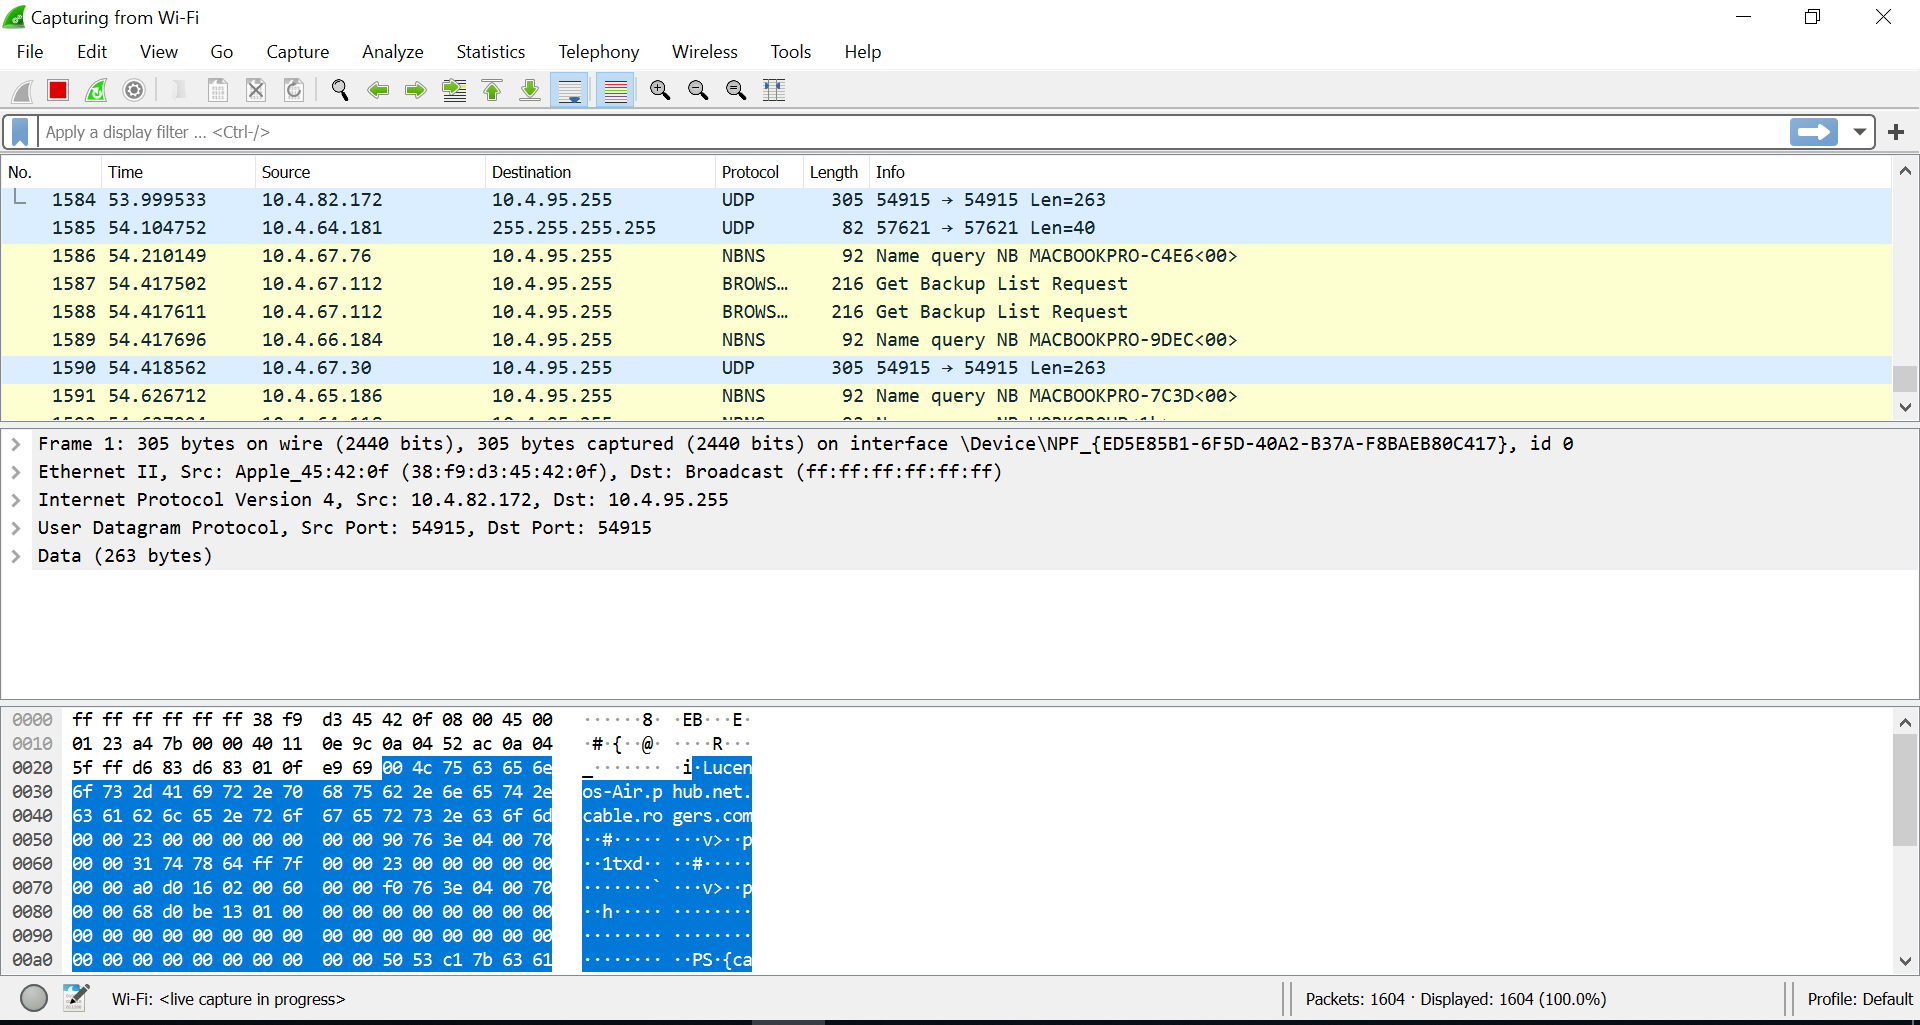 Capturing from Wi-Fi
File Edit View Go Capture Analyze Statistics Telephony Wireless Tools Help
Apply a display filter ... <Ctrl-/>
No. Time Source Destination Protocol Length Info
1584 53.999533 10.4.82.172 10.4.95.255 UDP 305 54915 → 54915 Len=263
1585 54.104752 10.4.64.181 255.255.255.255 UDP 82 57621 → 57621 Len=40
1586 54.210149 10.4.67.76 10.4.95.255 NBNS 92 Name query NB MACBOOKPRO-C4E6<00>
1587 54.417502 10.4.67.112 10.4.95.255 BROWS... 216 Get Backup List Request
1588 54.417611 10.4.67.112 10.4.95.255 BROWS... 216 Get Backup List Request
1589 54.417696 10.4.66.184 10.4.95.255 NBNS 92 Name query NB MACBOOKPRO-9DEC<00>
1590 54.418562 10.4.67.30 10.4.95.255 UDP 305 54915 → 54915 Len=263
1591 54.626712 10.4.65.186 10.4.95.255 NBNS 92 Name query NB MACBOOKPRO-7C3D<00>
Frame 1: 305 bytes on wire (2440 bits), 305 bytes captured (2440 bits) on interface \Device\NPF_{ED5E85B1-6F5D-40A2-B37A-F8BAEB80C417}, id 0
Ethernet II, Src: Apple_45:42:0f (38:f9:d3:45:42:0f), Dst: Broadcast (ff:ff:ff:ff:ff:ff)
Internet Protocol Version 4, Src: 10.4.82.172, Dst: 10.4.95.255
User Datagram Protocol, Src Port: 54915, Dst Port: 54915
Data (263 bytes)
0000 ff ff ff ff ff ff 38 f9 d3 45 42 0f 08 00 45 00 ······8· ·EB···E·
0010 01 23 a4 7b 00 00 40 11 0e 9c 0a 04 52 ac 0a 04 ·#·{··@· ····R···
0020 5f ff d6 83 d6 83 01 0f e9 69 00 4c 75 63 65 6e _······· ·i·Lucen
0030 6f 73 2d 41 69 72 2e 70 68 75 62 2e 6e 65 74 2e os-Air.p hub.net.
0040 63 61 62 6c 65 2e 72 6f 67 65 72 73 2e 63 6f 6d cable.ro gers.com
0050 00 00 23 00 00 00 00 00 00 00 90 76 3e 04 00 70 ··#····· ···v>··p
0060 00 00 31 74 78 64 ff 7f 00 00 23 00 00 00 00 00 ··1txd·· ··#·····
0070 00 00 a0 d0 16 02 00 60 00 00 f0 76 3e 04 00 70 ·······` ···v>··p
0080 00 00 68 d0 be 13 01 00 00 00 00 00 00 00 00 00 ··h····· ········
0090 00 00 00 00 00 00 00 00 00 00 00 00 00 00 00 00 ········ ········
00a0 00 00 00 00 00 00 00 00 00 00 50 53 c1 7b 63 61 ········ ··PS·{ca
Wi-Fi: <live capture in progress> Packets: 1604 · Displayed: 1604 (100.0%) Profile: Default